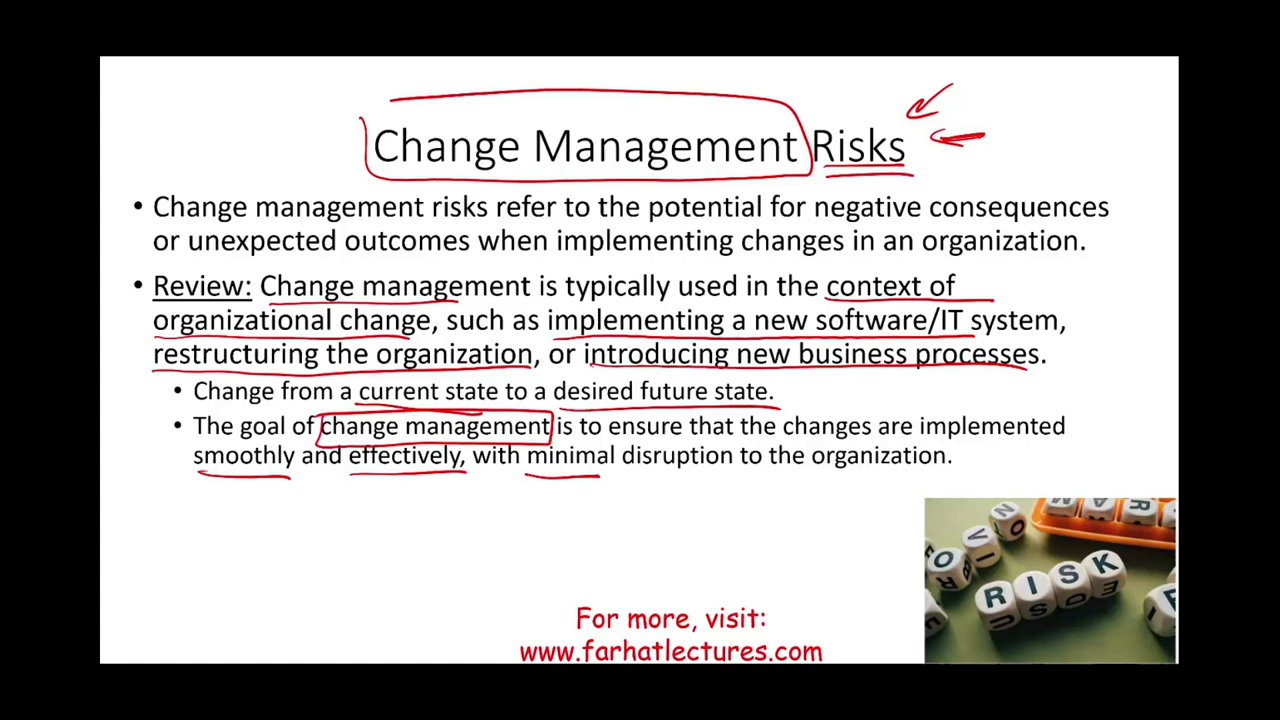 Change Management Risks
• Change management risks refer to the potential for negative consequences
or unexpected outcomes when implementing changes in an organization.
• Review: Change management is typically used in the context of
organizational change, such as implementing a new software/IT system,
restructuring the organization, or introducing new business processes.
• Change from a current state to a desired future state.
• The goal of change management is to ensure that the changes are implemented
smoothly and effectively, with minimal disruption to the organization.
RISK
For more, visit:
www.farhatlectures.com